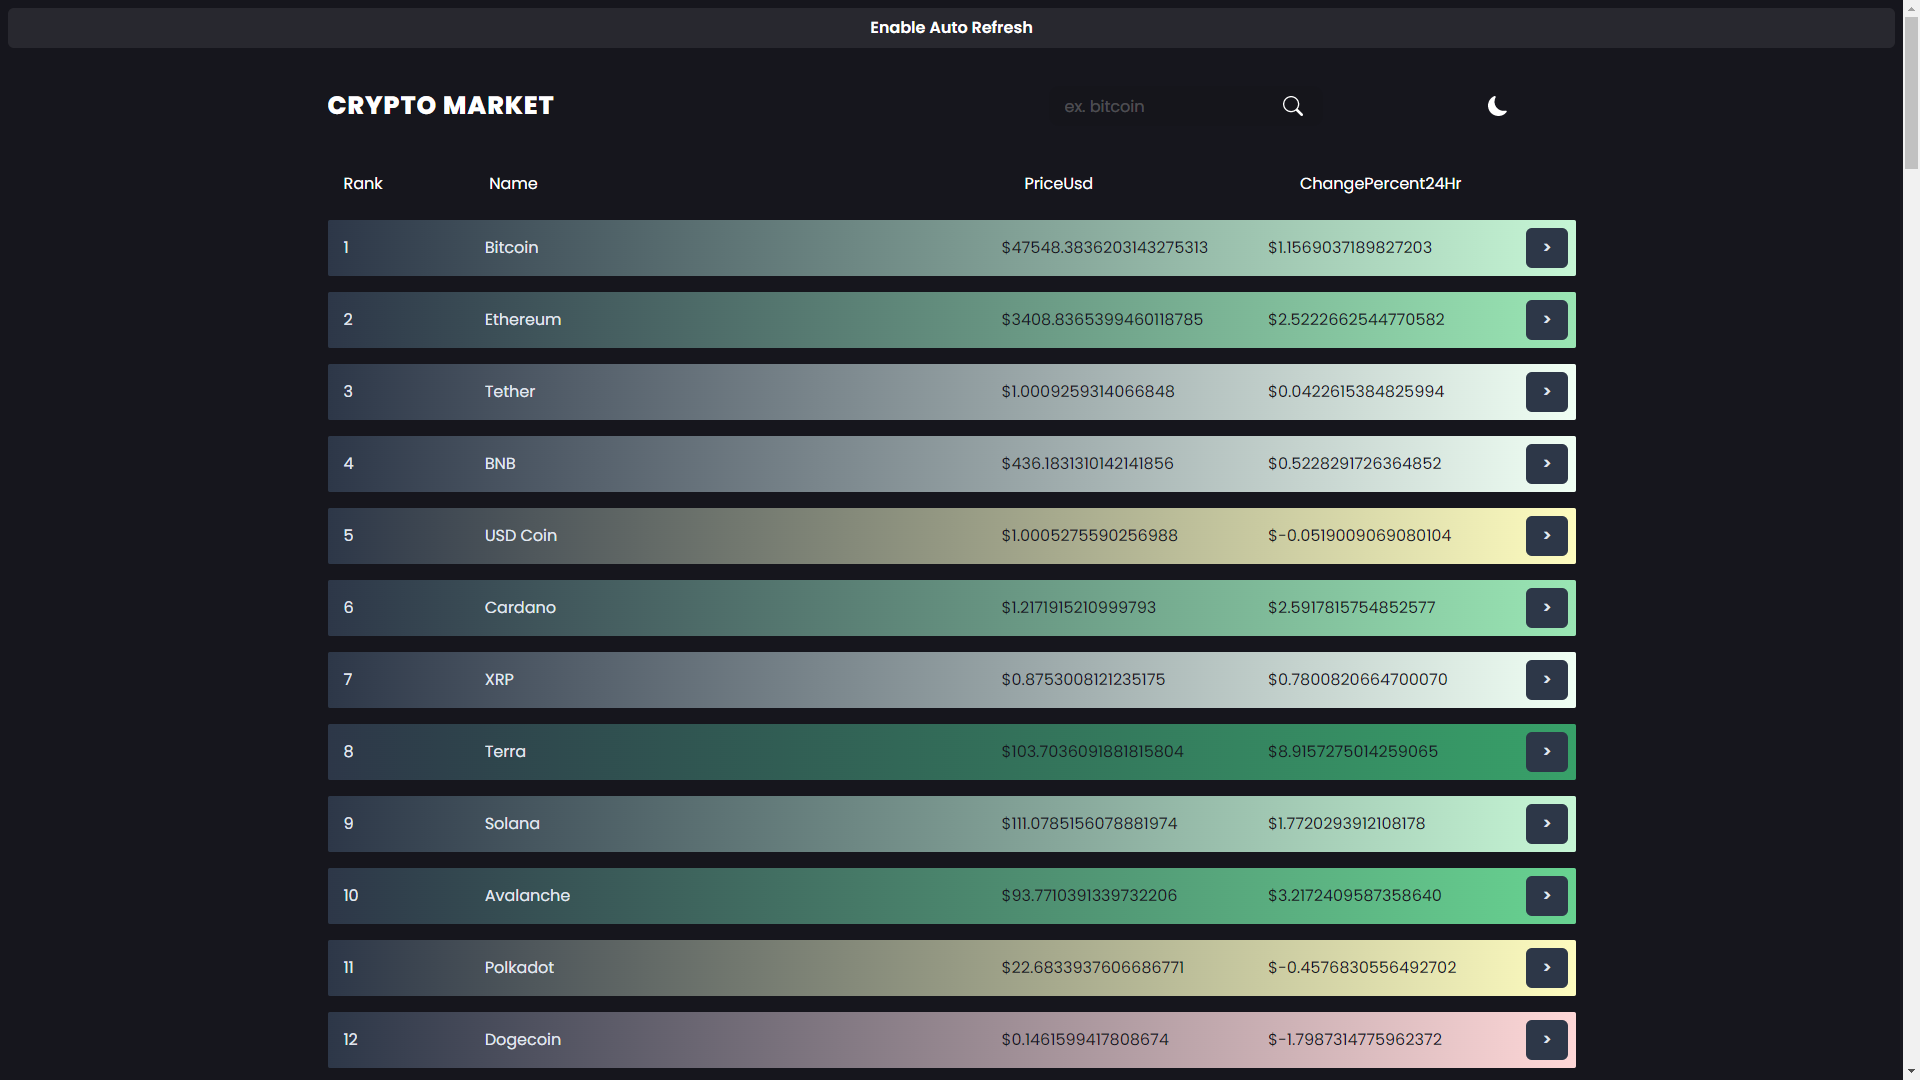 Enable Auto Refresh
CRYPTO MARKET
ex. bitcoin
Rank Name PriceUsd ChangePercent24Hr
1 Bitcoin $47548.3836203143275313 $1.1569037189827203 >
2 Ethereum $3408.8365399460118785 $2.5222662544770582 >
3 Tether $1.0009259314066848 $0.0422615384825994 >
4 BNB $436.1831310142141856 $0.5228291726364852 >
5 USD Coin $1.0005275590256988 $-0.0519009069080104 >
6 Cardano $1.2171915210999793 $2.5917815754852577 >
7 XRP $0.8753008121235175 $0.7800820664700070 >
8 Terra $103.7036091881815804 $8.9157275014259065 >
9 Solana $111.0785156078881974 $1.7720293912108178 >
10 Avalanche $93.7710391339732206 $3.2172409587358640 >
11 Polkadot $22.6833937606686771 $-0.4576830556492702 >
12 Dogecoin $0.1461599417808674 $-1.7987314775962372 >